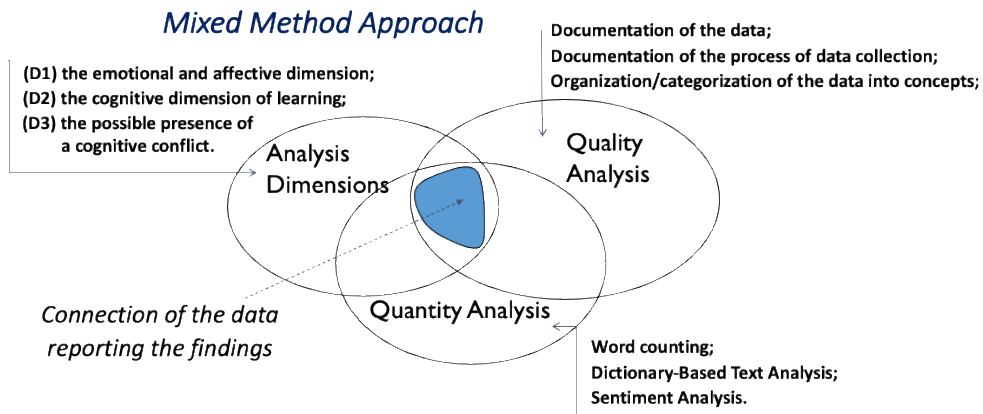 Mixed Method Approach
(D1) the emotional and affective dimension;
(D2) the cognitive dimension of learning;
(D3) the possible presence of
a cognitive conflict.
Documentation of the data;
Documentation of the process of data collection;
Organization/categorization of the data into concepts;
Analysis
Dimensions
Quality
Analysis
Quantity Analysis
Connection of the data
reporting the findings
Word counting;
Dictionary-Based Text Analysis;
Sentiment Analysis.